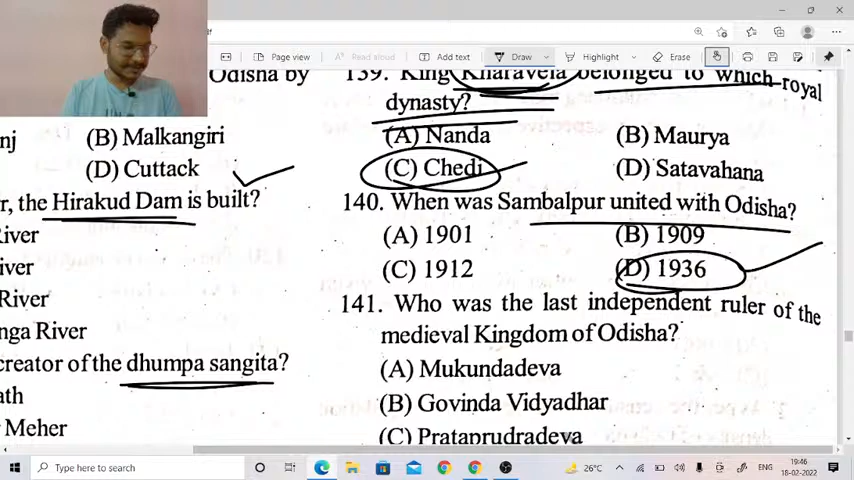 df
Page view
Read aloud
Add text
Draw
Highlight
Erase
Odisha by
nj
(B) Malkangiri
(D) Cuttack
r, the Hirakud Dam is built?
River
iver
River
nga River
creator of the dhumpa sangita?
ath
r Meher
139. King Kharavela belonged to which royal
dynasty?
(A) Nanda
(B) Maurya
(C) Chedi
(D) Satavahana
140. When was Sambalpur united with Odisha?
(A) 1901
(B) 1909
(C) 1912
(D) 1936
141. Who was the last independent ruler of the
medieval Kingdom of Odisha?
(A) Mukundadeva
(B) Govinda Vidyadhar
(C) Prataprudradeva
Type here to search
26°C
ENG
19:46
18-02-2022